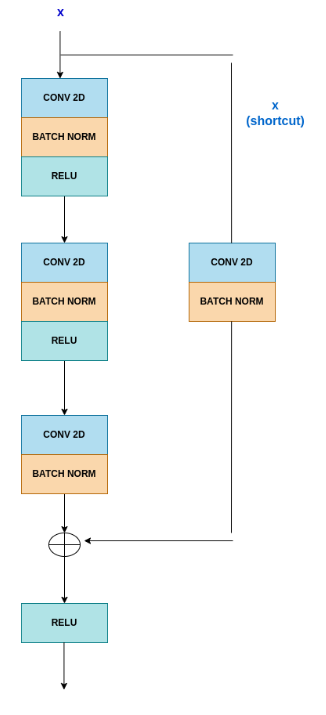 x
x
(shortcut)
CONV 2D
BATCH NORM
RELU
CONV 2D
BATCH NORM
RELU
CONV 2D
BATCH NORM
CONV 2D
BATCH NORM
RELU